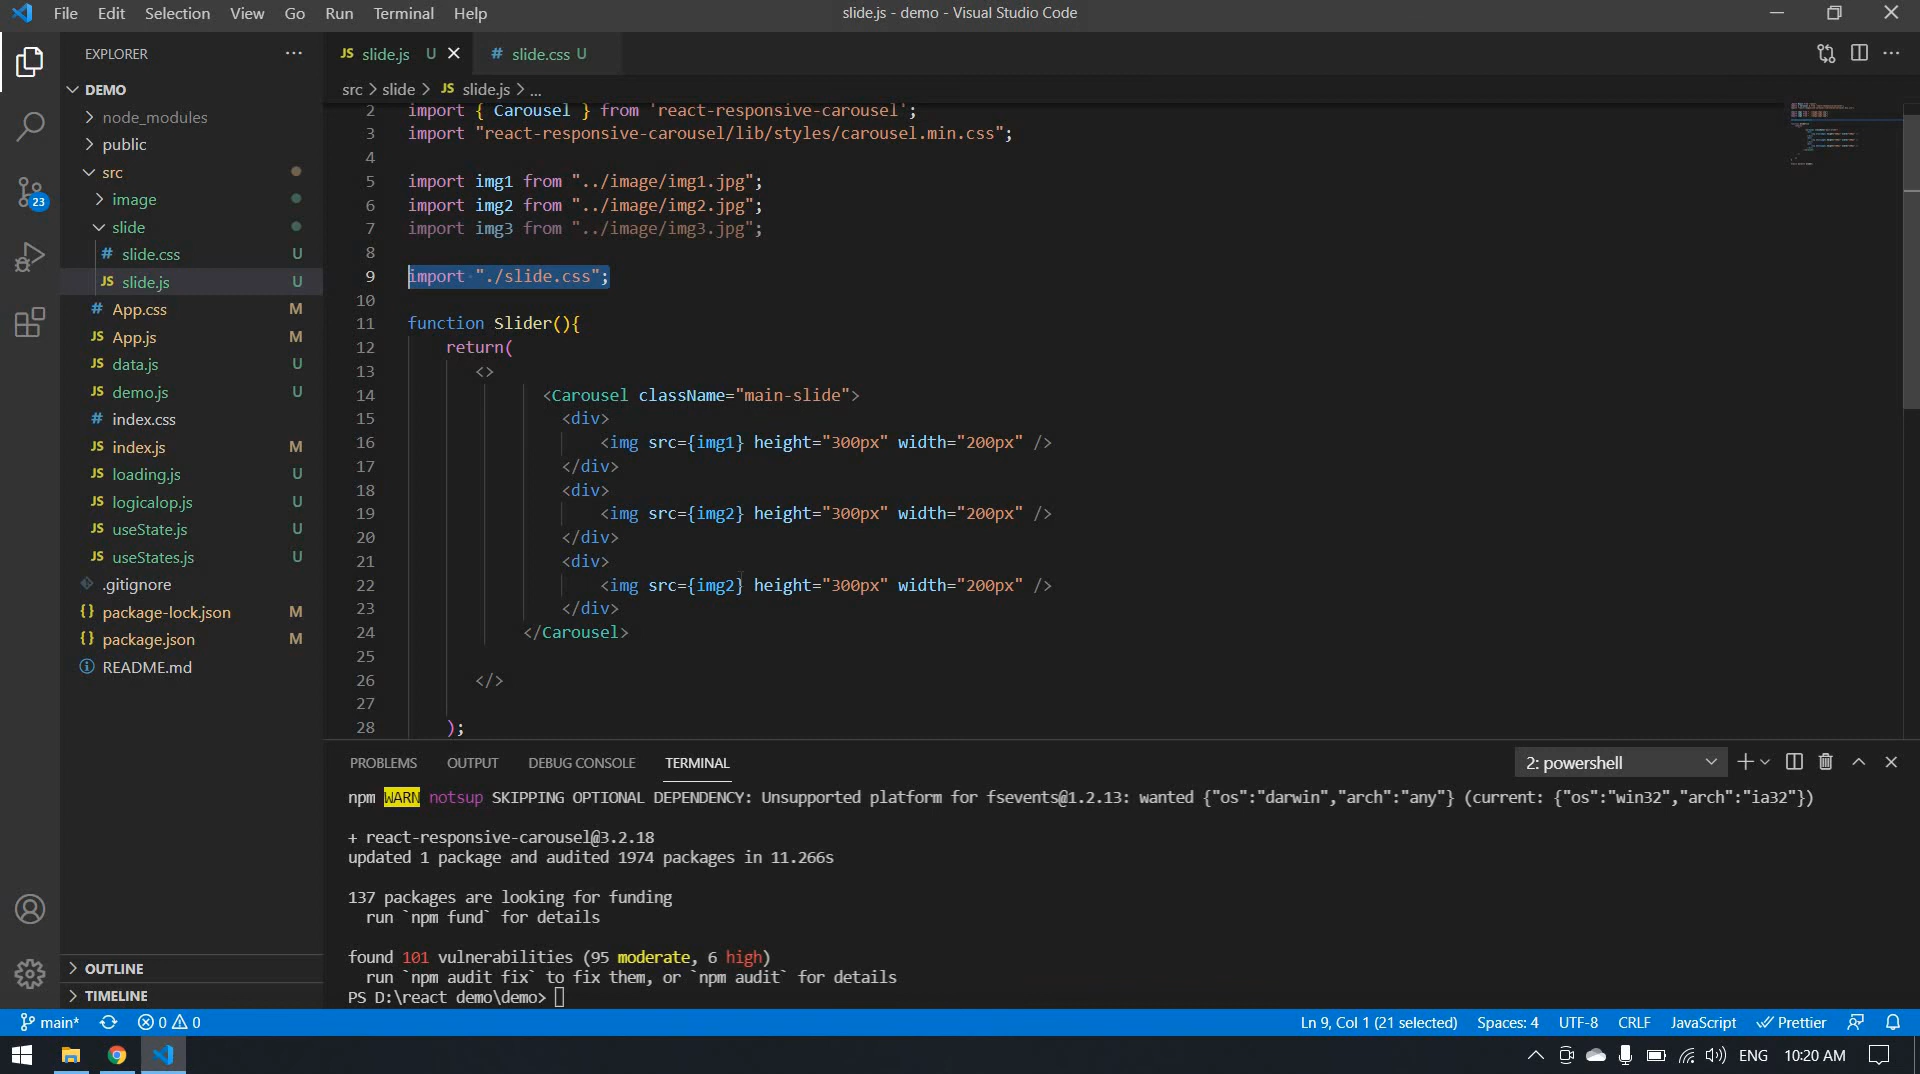 File Edit Selection View Go Run Terminal Help
slide.js - demo - Visual Studio Code
EXPLORER
DEMO
node_modules
public
src
image
slide
# slide.css U
JS slide.js U
# App.css M
JS App.js M
JS data.js U
JS demo.js U
# index.css
JS index.js M
JS loading.js U
JS logicalop.js U
JS useState.js U
JS useStates.js U
.gitignore
{} package-lock.json M
{} package.json M
README.md
23
OUTLINE
TIMELINE
JS slide.js U
# slide.css U
src > slide > JS slide.js > ...
2 import { Carousel } from 'react-responsive-carousel';
3 import "react-responsive-carousel/lib/styles/carousel.min.css";
4
5 import img1 from "../image/img1.jpg";
6 import img2 from "../image/img2.jpg";
7 import img3 from "../image/img3.jpg";
8
9 import "./slide.css";
10
11 function Slider(){
12 return(
13 <>
14 <Carousel className="main-slide">
15 <div>
16 <img src={img1} height="300px" width="200px" />
17 </div>
18 <div>
19 <img src={img2} height="300px" width="200px" />
20 </div>
21 <div>
22 <img src={img2} height="300px" width="200px" />
23 </div>
24 </Carousel>
25
26 </>
27
28 );
PROBLEMS OUTPUT DEBUG CONSOLE TERMINAL
2: powershell
npm WARN notsup SKIPPING OPTIONAL DEPENDENCY: Unsupported platform for fsevents@1.2.13: wanted {"os":"darwin","arch":"any"} (current: {"os":"win32","arch":"ia32"})
+ react-responsive-carousel@3.2.18
updated 1 package and audited 1974 packages in 11.266s
137 packages are looking for funding
run `npm fund` for details
found 101 vulnerabilities (95 moderate, 6 high)
run `npm audit fix` to fix them, or `npm audit` for details
PS D:\react demo\demo>
main* 0 0
Ln 9, Col 1 (21 selected) Spaces: 4 UTF-8 CRLF JavaScript Prettier
ENG 10:20 AM